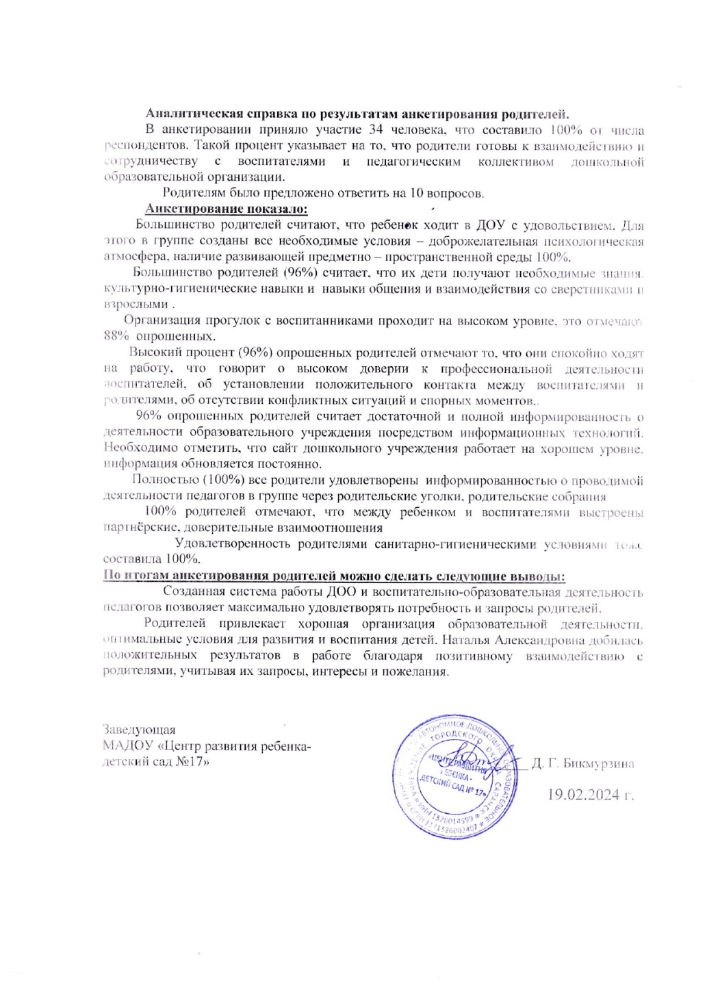 Аналитическая справка по результатам анкетирования родителей.
В анкетировании приняло участие 34 человека, что составило 100% от числа
респондентов. Такой процент указывает на то, что родители готовы к взаимодействию и
сотрудничеству с воспитателями и педагогическим коллективом дошкольной
образовательной организации.
Родителям было предложено ответить на 10 вопросов.
Анкетирование показало:
Большинство родителей считают, что ребенок ходит в ДОУ с удовольствием. Для
этого в группе созданы все необходимые условия – доброжелательная психологическая
атмосфера, наличие развивающей предметно – пространственной среды 100%.
Большинство родителей (96%) считает, что их дети получают необходимые знания,
культурно-гигиенические навыки и навыки общения и взаимодействия со сверстниками и
взрослыми .
Организация прогулок с воспитанниками проходит на высоком уровне, это отмечают
88% опрошенных.
Высокий процент (96%) опрошенных родителей отмечают то, что они спокойно ходят
на работу, что говорит о высоком доверии к профессиональной деятельности
воспитателей, об установлении положительного контакта между воспитателями и
родителями, об отсутствии конфликтных ситуаций и спорных моментов,.
96% опрошенных родителей считает достаточной и полной информированность о
деятельности образовательного учреждения посредством информационных технологий.
Необходимо отметить, что сайт дошкольного учреждения работает на хорошем уровне,
информация обновляется постоянно.
Полностью (100%) все родители удовлетворены информированностью о проводимой
деятельности педагогов в группе через родительские уголки, родительские собрания
100% родителей отмечают, что между ребенком и воспитателями выстроены
партнёрские, доверительные взаимоотношения
Удовлетворенность родителями санитарно-гигиеническими условиями тоже
составила 100%.
По итогам анкетирования родителей можно сделать следующие выводы:
Созданная система работы ДОО и воспитательно-образовательная деятельность
педагогов позволяет максимально удовлетворять потребность и запросы родителей.
Родителей привлекает хорошая организация образовательной деятельности,
оптимальные условия для развития и воспитания детей. Наталья Александровна добилась
положительных результатов в работе благодаря позитивному взаимодействию с
родителями, учитывая их запросы, интересы и пожелания.
Заведующая
МАДОУ «Центр развития ребенка-
детский сад №17»
Д. Г. Бикмурзина
19.02.2024 г.
АВТОНОМНОЕ ДОШКОЛЬНОЕ ОБРАЗОВАТЕЛЬНОЕ
УЧРЕЖДЕНИЕ ГОРОДСКОГО ОКРУГА САРАНСК * ИНН 1328014599 *
ОГРН 1171326002407 *
«ЦЕНТР РАЗВИТИЯ
РЕБЕНКА -
ДЕТСКИЙ САД № 17»